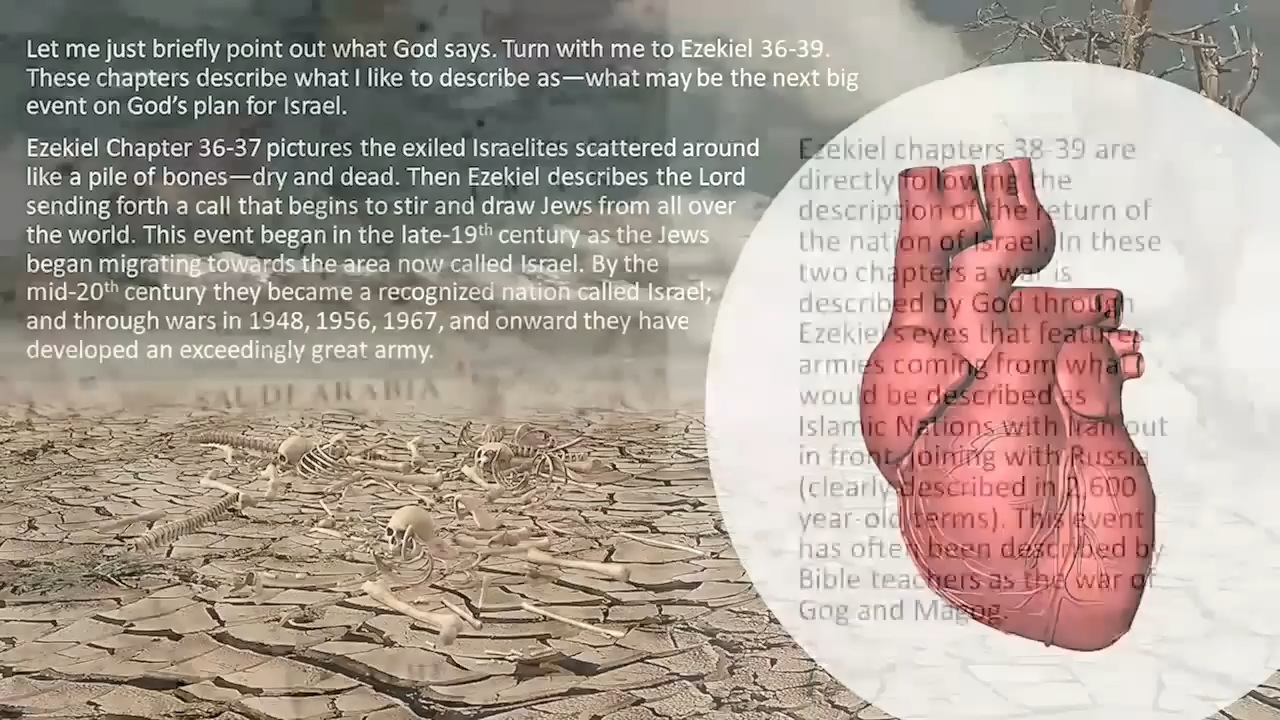 Let me just briefly point out what God says. Turn with me to Ezekiel 36-39.
These chapters describe what I like to describe as—what may be the next big
event on God's plan for Israel.
Ezekiel Chapter 36-37 pictures the exiled Israelites scattered around
like a pile of bones—dry and dead. Then Ezekiel describes the Lord
sending forth a call that begins to stir and draw Jews from all over
the world. This event began in the late-19th century as the Jews
began migrating towards the area now called Israel. By the
mid-20th century they became a recognized nation called Israel;
and through wars in 1948, 1956, 1967, and onward they have
developed an exceedingly great army.
SAUDI ARABIA
Ezekiel chapters 38-39 are
directly following the
description of the return of
the nation of Israel. In these
two chapters a war is
described by God through
Ezekiel's eyes that features
armies coming from what
would be described as
Islamic Nations with Iran out
in front, joining with Russia
(clearly described in 2,600
year-old terms). This event
has often been described by
Bible teachers as the war of
Gog and Magog.